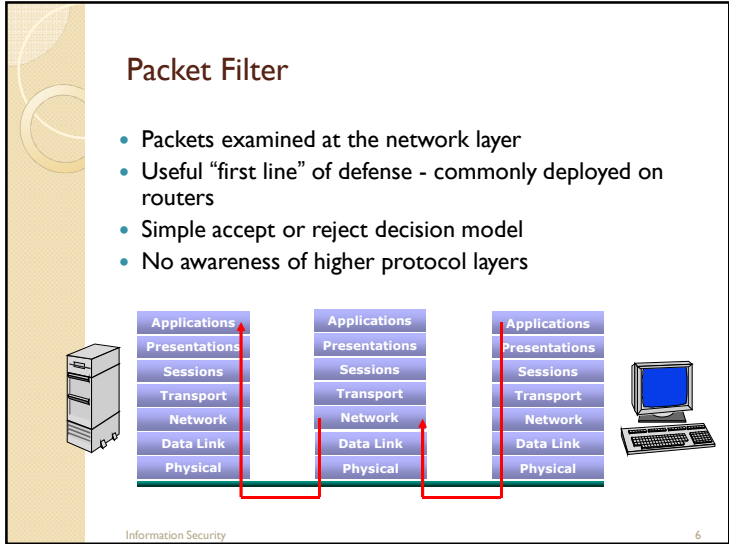 Packet Filter
• Packets examined at the network layer
• Useful “first line” of defense - commonly deployed on
routers
• Simple accept or reject decision model
• No awareness of higher protocol layers
Applications
Presentations
Sessions
Transport
Network
Data Link
Physical
Applications
Presentations
Sessions
Transport
Network
Data Link
Physical
Applications
Presentations
Sessions
Transport
Network
Data Link
Physical
Information Security
6